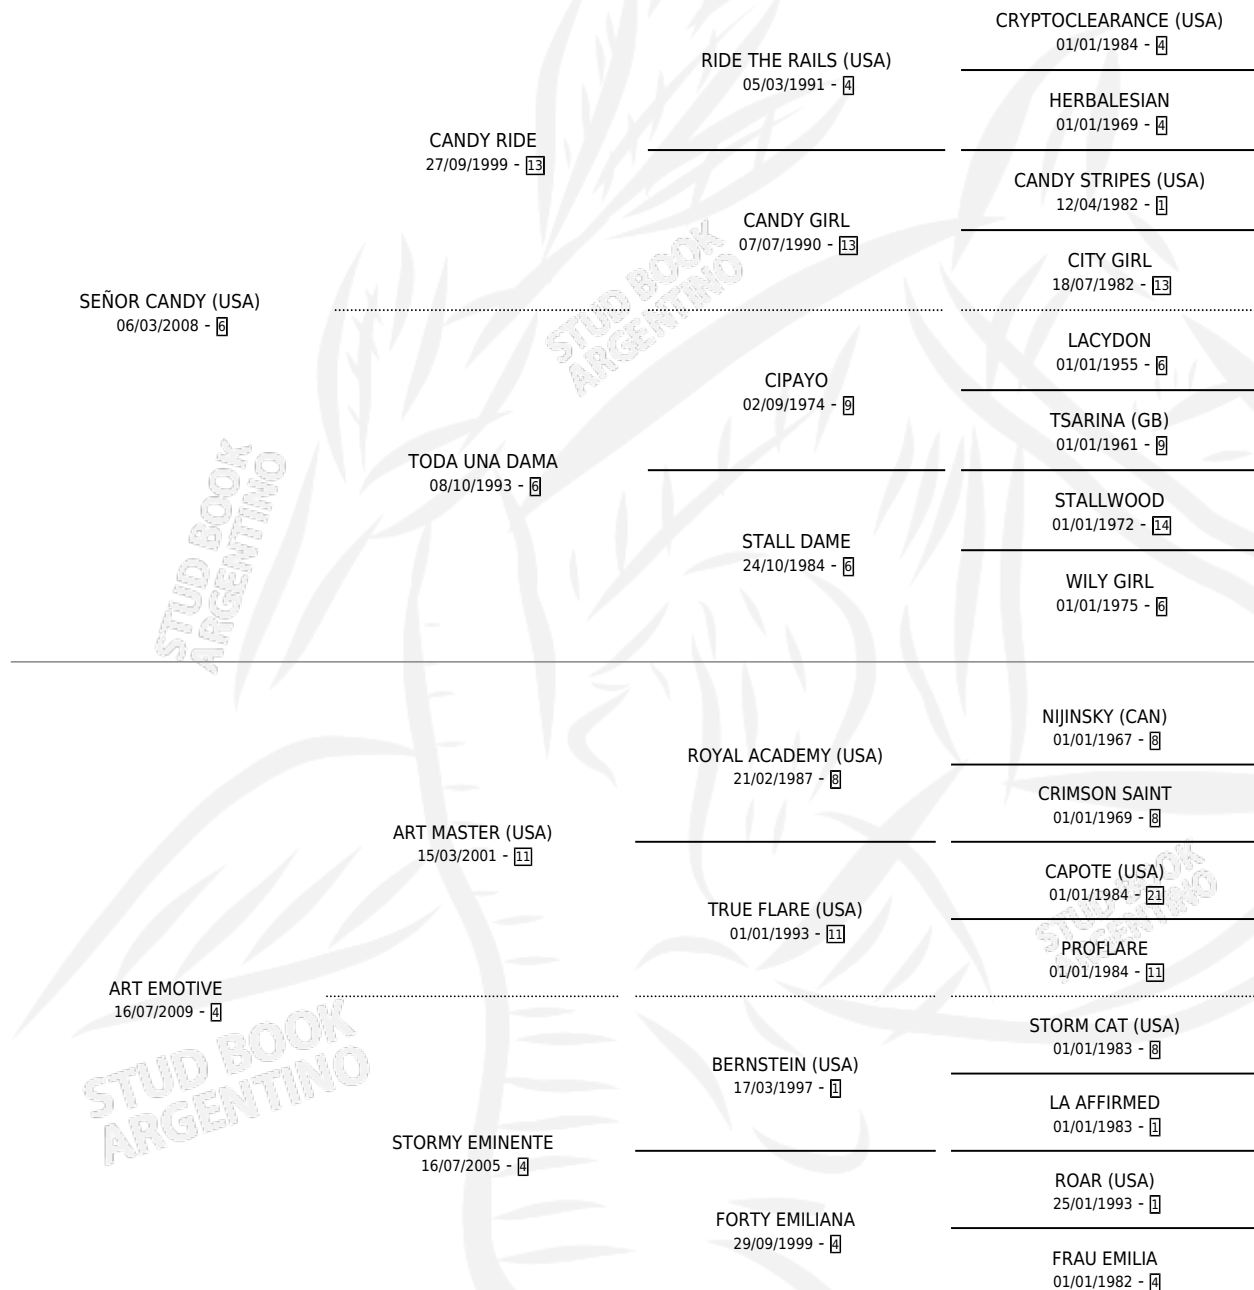 CRYPTOCLEARANCE (USA)
01/01/1984 - 4
RIDE THE RAILS (USA)
05/03/1991 - 4
HERBALESIAN
01/01/1969 - 4
CANDY RIDE
27/09/1999 - 13
CANDY STRIPES (USA)
12/04/1982 - 1
CANDY GIRL
07/07/1990 - 13
CITY GIRL
18/07/1982 - 13
SEÑOR CANDY (USA)
06/03/2008 - 6
LACYDON
01/01/1955 - 6
CIPAYO
02/09/1974 - 9
TSARINA (GB)
01/01/1961 - 9
TODA UNA DAMA
08/10/1993 - 6
STALLWOOD
01/01/1972 - 14
STALL DAME
24/10/1984 - 6
WILY GIRL
01/01/1975 - 6
STUD BOOK
ARGENTINO
STUD BOOK
ARGENTINO
NIJINSKY (CAN)
01/01/1967 - 8
ROYAL ACADEMY (USA)
21/02/1987 - 8
CRIMSON SAINT
01/01/1969 - 8
ART MASTER (USA)
15/03/2001 - 11
CAPOTE (USA)
01/01/1984 - 21
TRUE FLARE (USA)
01/01/1993 - 11
PROFLARE
01/01/1984 - 11
ART EMOTIVE
16/07/2009 - 4
STORM CAT (USA)
01/01/1983 - 8
BERNSTEIN (USA)
17/03/1997 - 1
LA AFFIRMED
01/01/1983 - 1
STORMY EMINENTE
16/07/2005 - 4
ROAR (USA)
25/01/1993 - 1
FORTY EMILIANA
29/09/1999 - 4
FRAU EMILIA
01/01/1982 - 4
STUD BOOK
ARGENTINO
STUD BOOK
ARGENTINO